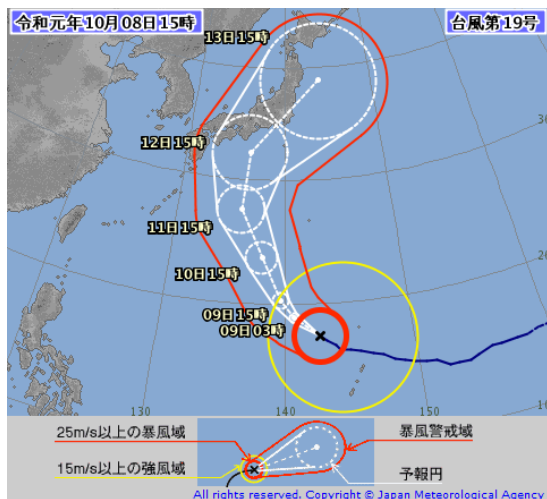 令和元年10月08日15時
台風第19号
13日15時
12日15時
11日15時
10日15時
09日15時
09日03時
30
20
10
130
140
150
25m/s以上の暴風域
暴風警戒域
15m/s以上の強風域
予報円
All rights reserved. Copyright © Japan Meteorological Agency